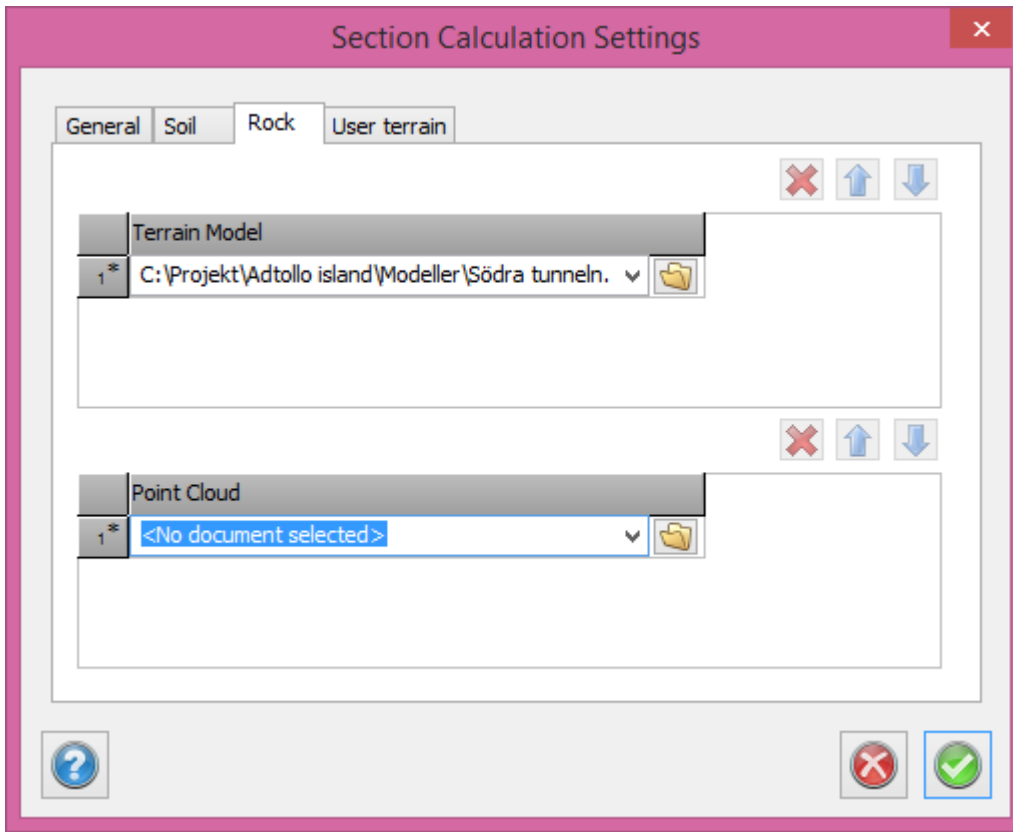 Section Calculation Settings
General Soil Rock User terrain
Terrain Model
1* C:\Projekt\Adtollo island\Modeller\Södra tunneln.
Point Cloud
1* <No document selected>